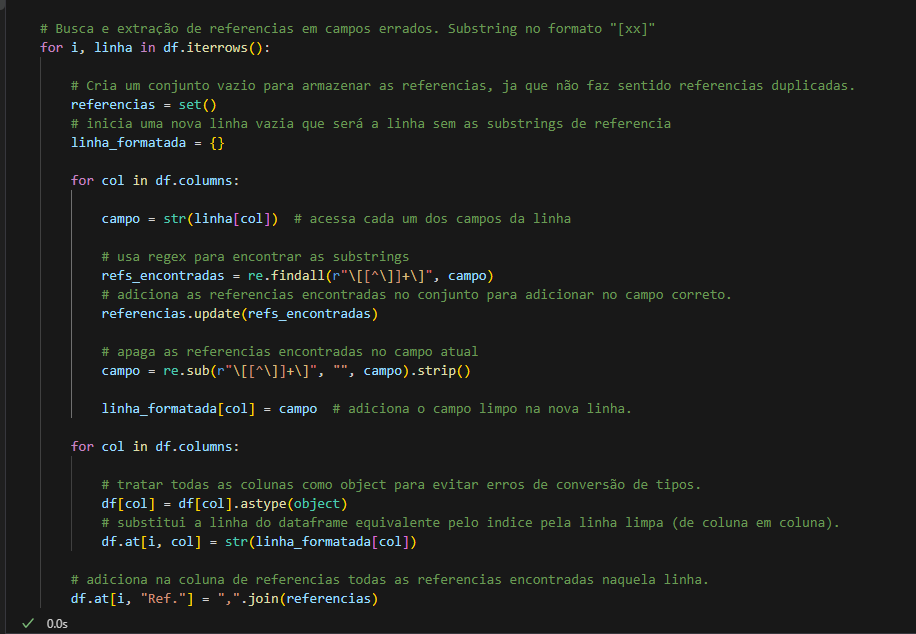 # Busca e extração de referencias em campos errados. Substring no formato "[xx]"
for i, linha in df.iterrows():
# Cria um conjunto vazio para armazenar as referencias, ja que não faz sentido referencias duplicadas.
referencias = set()
# inicia uma nova linha vazia que será a linha sem as substrings de referencia
linha_formatada = {}
for col in df.columns:
campo = str(linha[col])  # acessa cada um dos campos da linha
# usa regex para encontrar as substrings
refs_encontradas = re.findall(r"\[[^\]]+\]", campo)
# adiciona as referencias encontradas no conjunto para adicionar no campo correto.
referencias.update(refs_encontradas)
# apaga as referencias encontradas no campo atual
campo = re.sub(r"\[[^\]]+\]", "", campo).strip()
linha_formatada[col] = campo  # adiciona o campo limpo na nova linha.
for col in df.columns:
# tratar todas as colunas como object para evitar erros de conversão de tipos.
df[col] = df[col].astype(object)
# substitui a linha do dataframe equivalente pelo indice pela linha limpa (de coluna em coluna).
df.at[i, col] = str(linha_formatada[col])
# adiciona na coluna de referencias todas as referencias encontradas naquela linha.
df.at[i, "Ref."] = ",".join(referencias)
0.0s